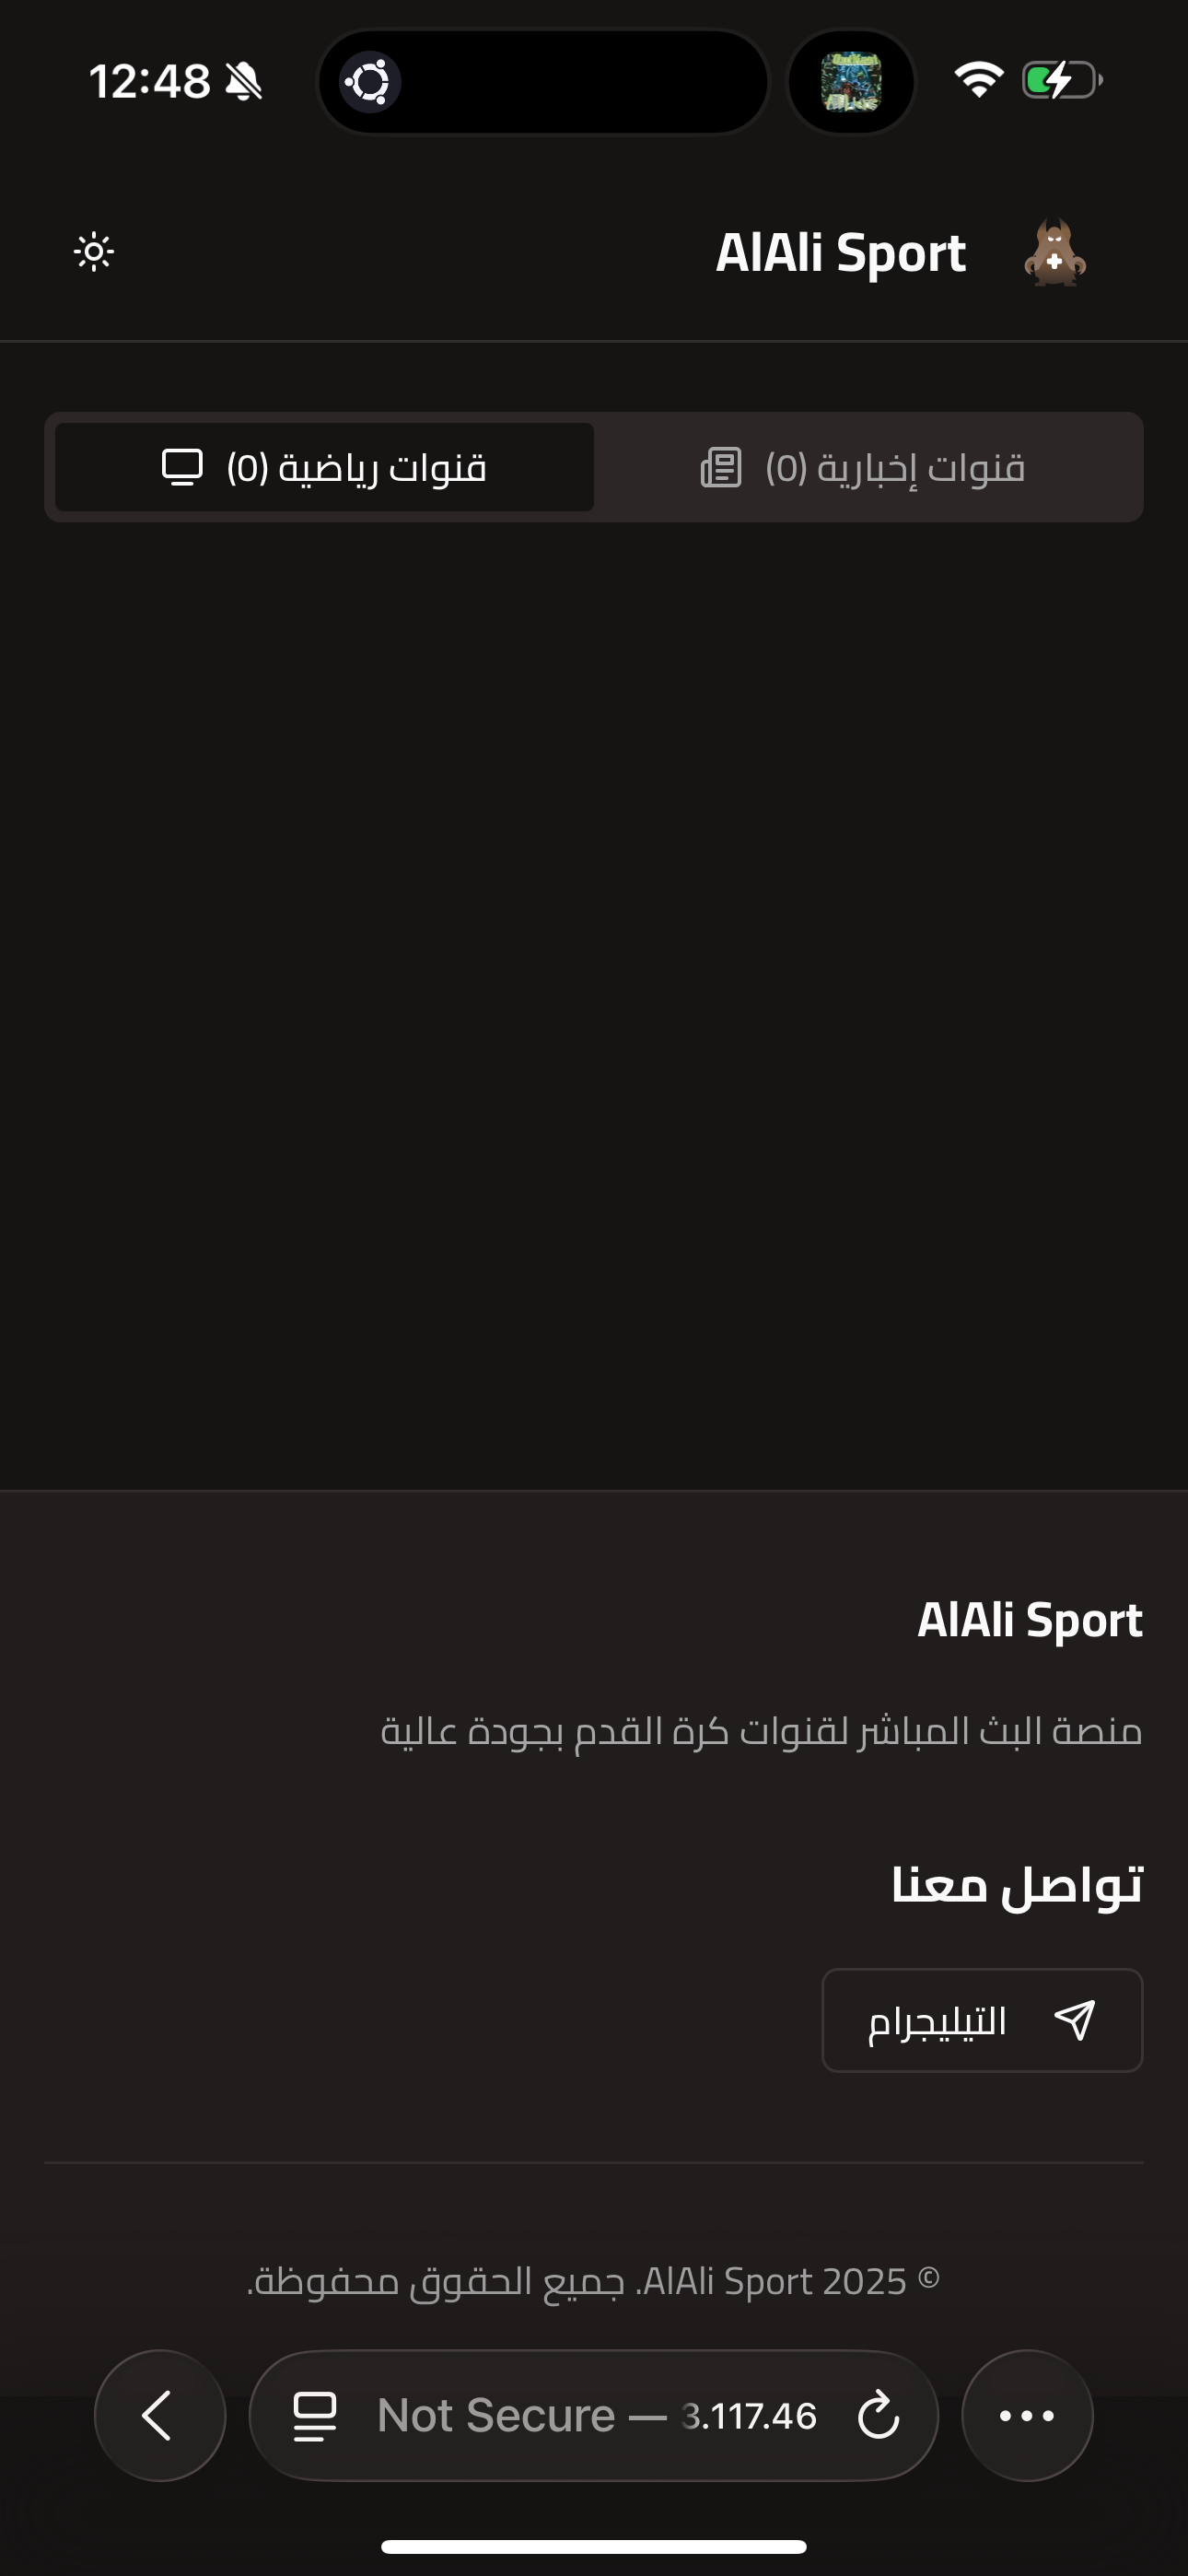 12:48
AlAli Sport
قنوات إخبارية (0)
قنوات رياضية (0)
AlAli Sport
منصة البث المباشر لقنوات كرة القدم بجودة عالية
تواصل معنا
التيليجرام
© 2025 AlAli Sport. جميع الحقوق محفوظة.
Not Secure — 3.117.46